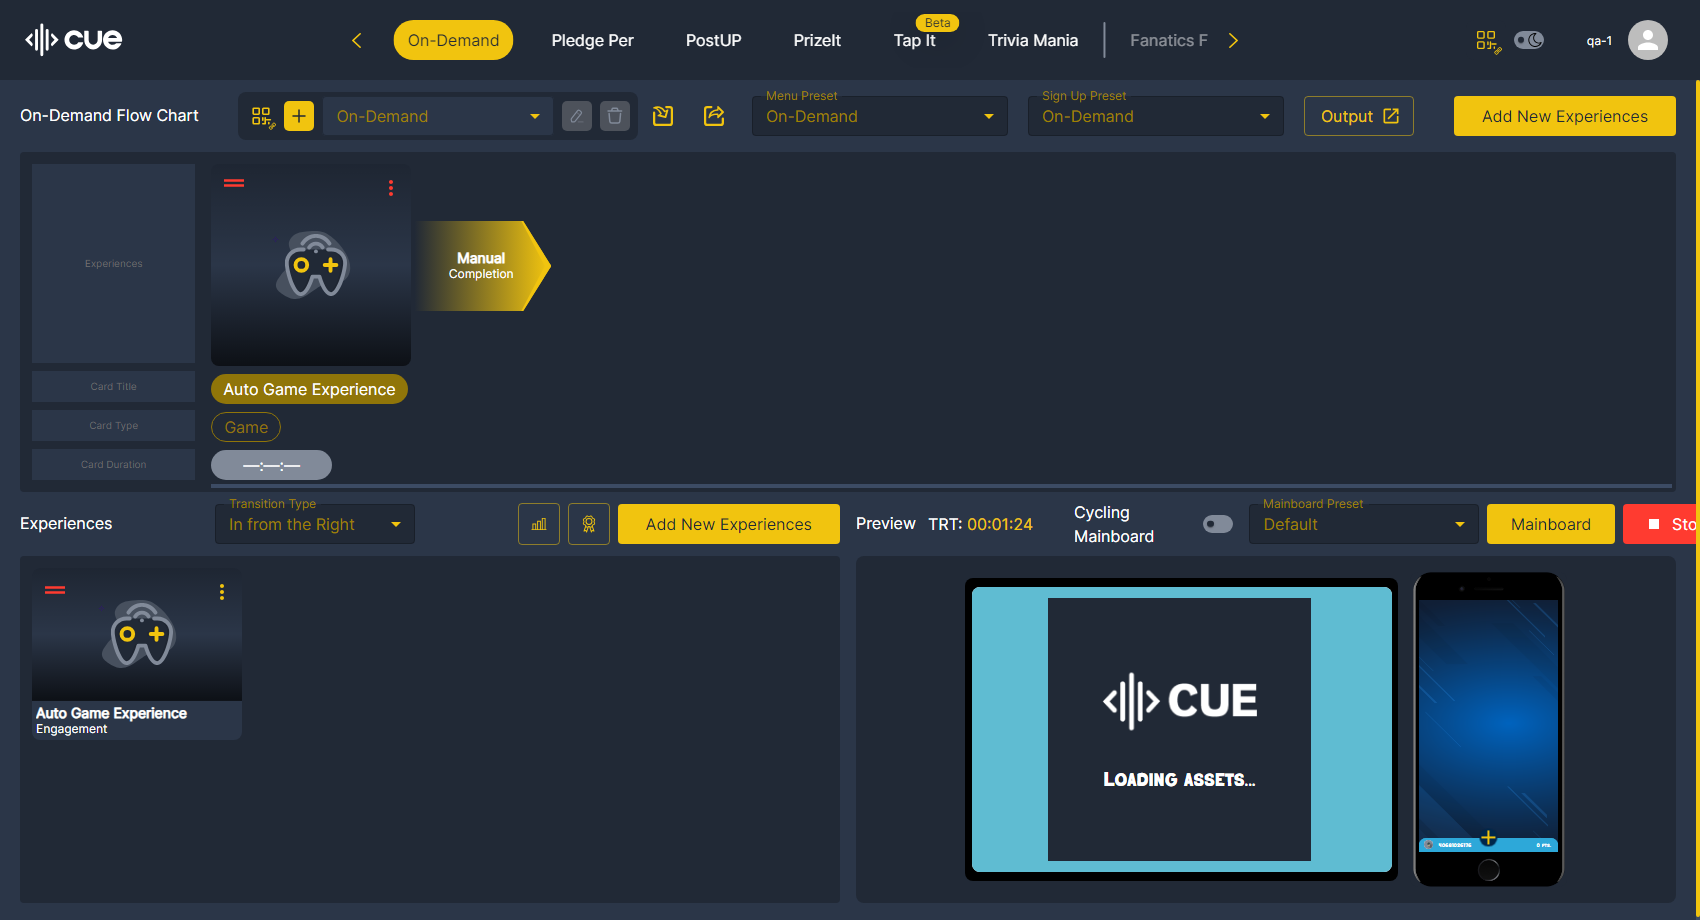 cue
On-Demand
Pledge Per
PostUP
PrizeIt
Beta
Tap It
Trivia Mania
Fanatics F
qa-1
On-Demand Flow Chart
On-Demand
Menu Preset
On-Demand
Sign Up Preset
On-Demand
Output
Add New Experiences
Experiences
Manual
Completion
Card Title
Auto Game Experience
Card Type
Game
Card Duration
—:—:—
Experiences
Transition Type
In from the Right
Add New Experiences
Preview
TRT: 00:01:24
Cycling
Mainboard
Mainboard Preset
Default
Mainboard
Sto
Auto Game Experience
Engagement
CUE
LOADING ASSETS...
0 PTS.